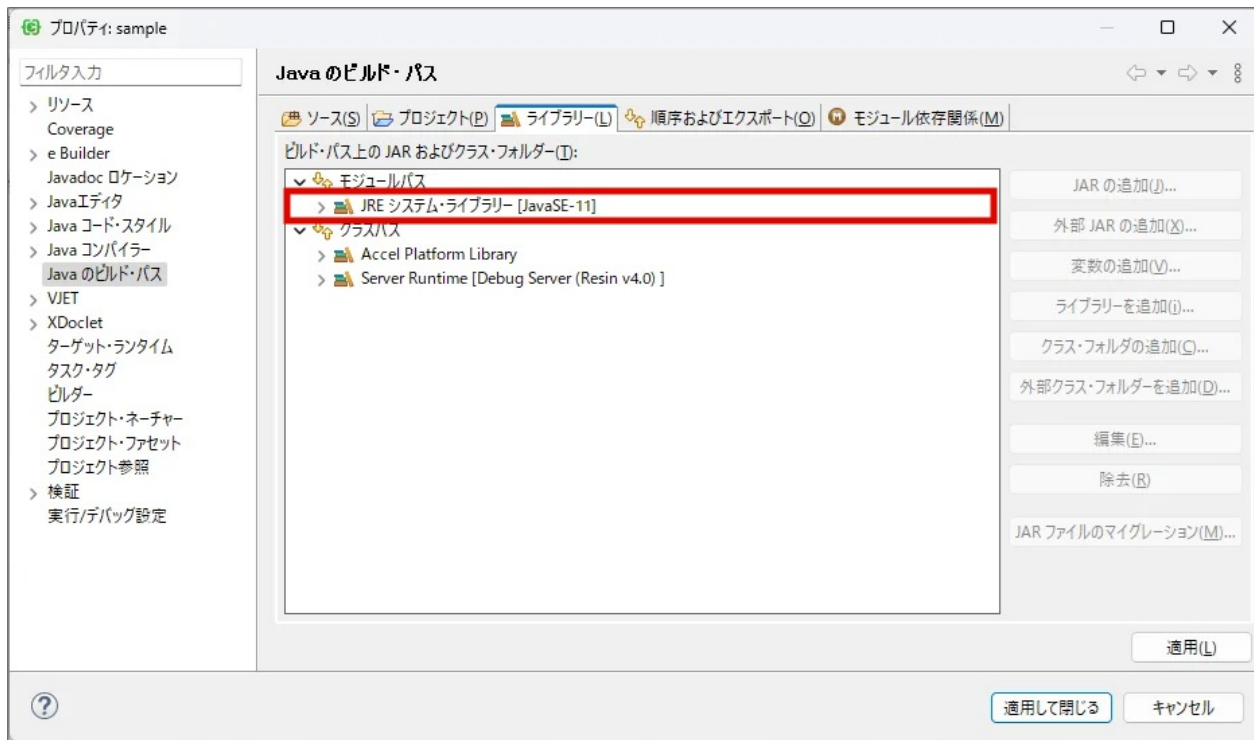 プロパティ: sample
フィルタ入力
リソース
Coverage
e Builder
Javadoc ロケーション
Javaエディタ
Java コード・スタイル
Java コンパイラー
Java のビルド・パス
VJET
XDoclet
ターゲット・ランタイム
タスク・タグ
ビルダー
プロジェクト・ネーチャー
プロジェクト・ファセット
プロジェクト参照
検証
実行/デバッグ設定
Java のビルド・パス
ソース(S) プロジェクト(P) ライブラリー(L) 順序およびエクスポート(O) モジュール依存関係(M)
ビルド・パス上の JAR およびクラス・フォルダー(T):
モジュールパス
JRE システム・ライブラリー [JavaSE-11]
クラスパス
Accel Platform Library
Server Runtime [Debug Server (Resin v4.0) ]
JAR の追加(J)...
外部 JAR の追加(X)...
変数の追加(V)...
ライブラリーを追加(i)...
クラス・フォルダの追加(C)...
外部クラス・フォルダーを追加(D)...
編集(E)...
除去(R)
JAR ファイルのマイグレーション(M)...
適用(L)
適用して閉じる
キャンセル